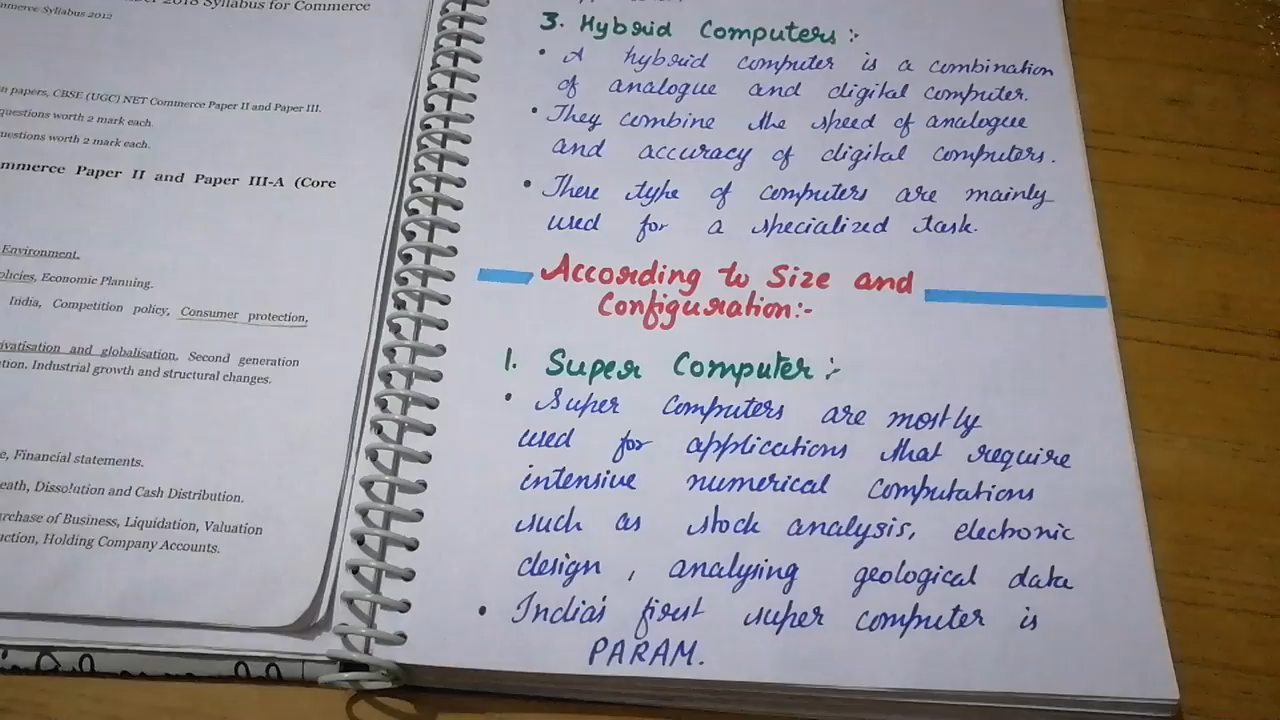 2018 Syllabus for Commerce
mmerce Syllabus 2012
n papers, CBSE (UGC) NET Commerce Paper II and Paper III.
questions worth 2 mark each.
uestions worth 2 mark each.
mmerce Paper II and Paper III-A (Core
Environment.
olicies, Economic Planning.
India, Competition policy, Consumer protection,
ivatisation and globalisation, Second generation
tion. Industrial growth and structural changes.
e, Financial statements.
eath, Dissolution and Cash Distribution.
urchase of Business, Liquidation, Valuation
uction, Holding Company Accounts.
3. Hybrid Computers :-
• A hybrid computer is a combination
of analogue and digital computer.
• They combine the speed of analogue
and accuracy of digital computers.
• These type of computers are mainly
used for a specialized task.
According to Size and
Configuration:-
1. Super Computer :-
• Super computers are mostly
used for applications that require
intensive numerical computations
such as stock analysis, electronic
design , analysing geological data
• India's first super computer is
PARAM.